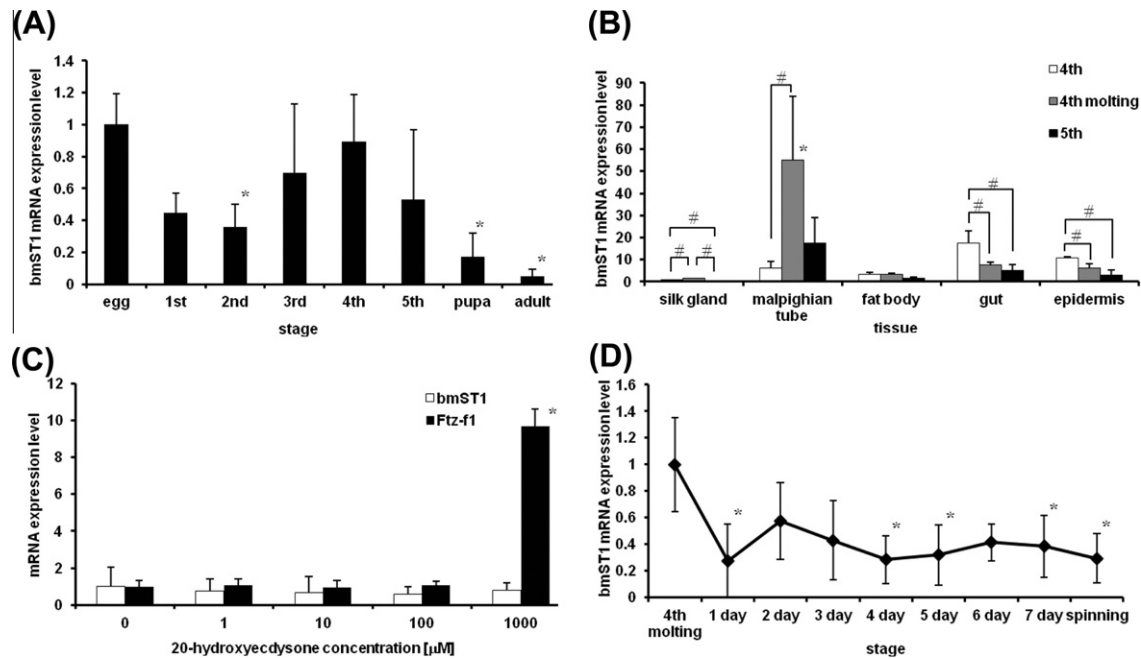 (A)
bmST1 mRNA expression level
1.4
1.2
1
0.8
0.6
0.4
0.2
0
*
*
*
egg 1st 2nd 3rd 4th 5th pupa adult
stage
(B)
bmST1 mRNA expression level
90
80
70
60
50
40
30
20
10
0
4th
4th molting
5th
#
*
# # #
# #
# #
silk gland malpighian tube fat body gut epidermis
tissue
(C)
mRNA expression level
12
10
8
6
4
2
0
bmST1
Ftz-f1
*
0 1 10 100 1000
20-hydroxyecdysone concentration [μM]
(D)
bmST1 mRNA expression level
1.6
1.4
1.2
1
0.8
0.6
0.4
0.2
0
* * * * *
4th molting 1 day 2 day 3 day 4 day 5 day 6 day 7 day spinning
stage